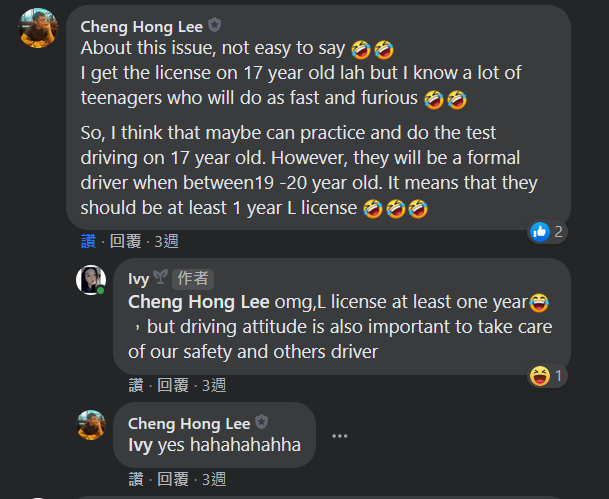 Cheng Hong Lee
About this issue, not easy to say 🤣🤣
I get the license on 17 year old lah but I know a lot of
teenagers who will do as fast and furious 🤣🤣
So, I think that maybe can practice and do the test
driving on 17 year old. However, they will be a formal
driver when between19 -20 year old. It means that they
should be at least 1 year L license 🤣🤣🤣
2
讚 · 回覆 · 3週
Ivy 作者
Cheng Hong Lee omg,L license at least one year😂
，but driving attitude is also important to take care
of our safety and others driver
1
讚 · 回覆 · 3週
Cheng Hong Lee
Ivy yes hahahahahha
讚 · 回覆 · 3週